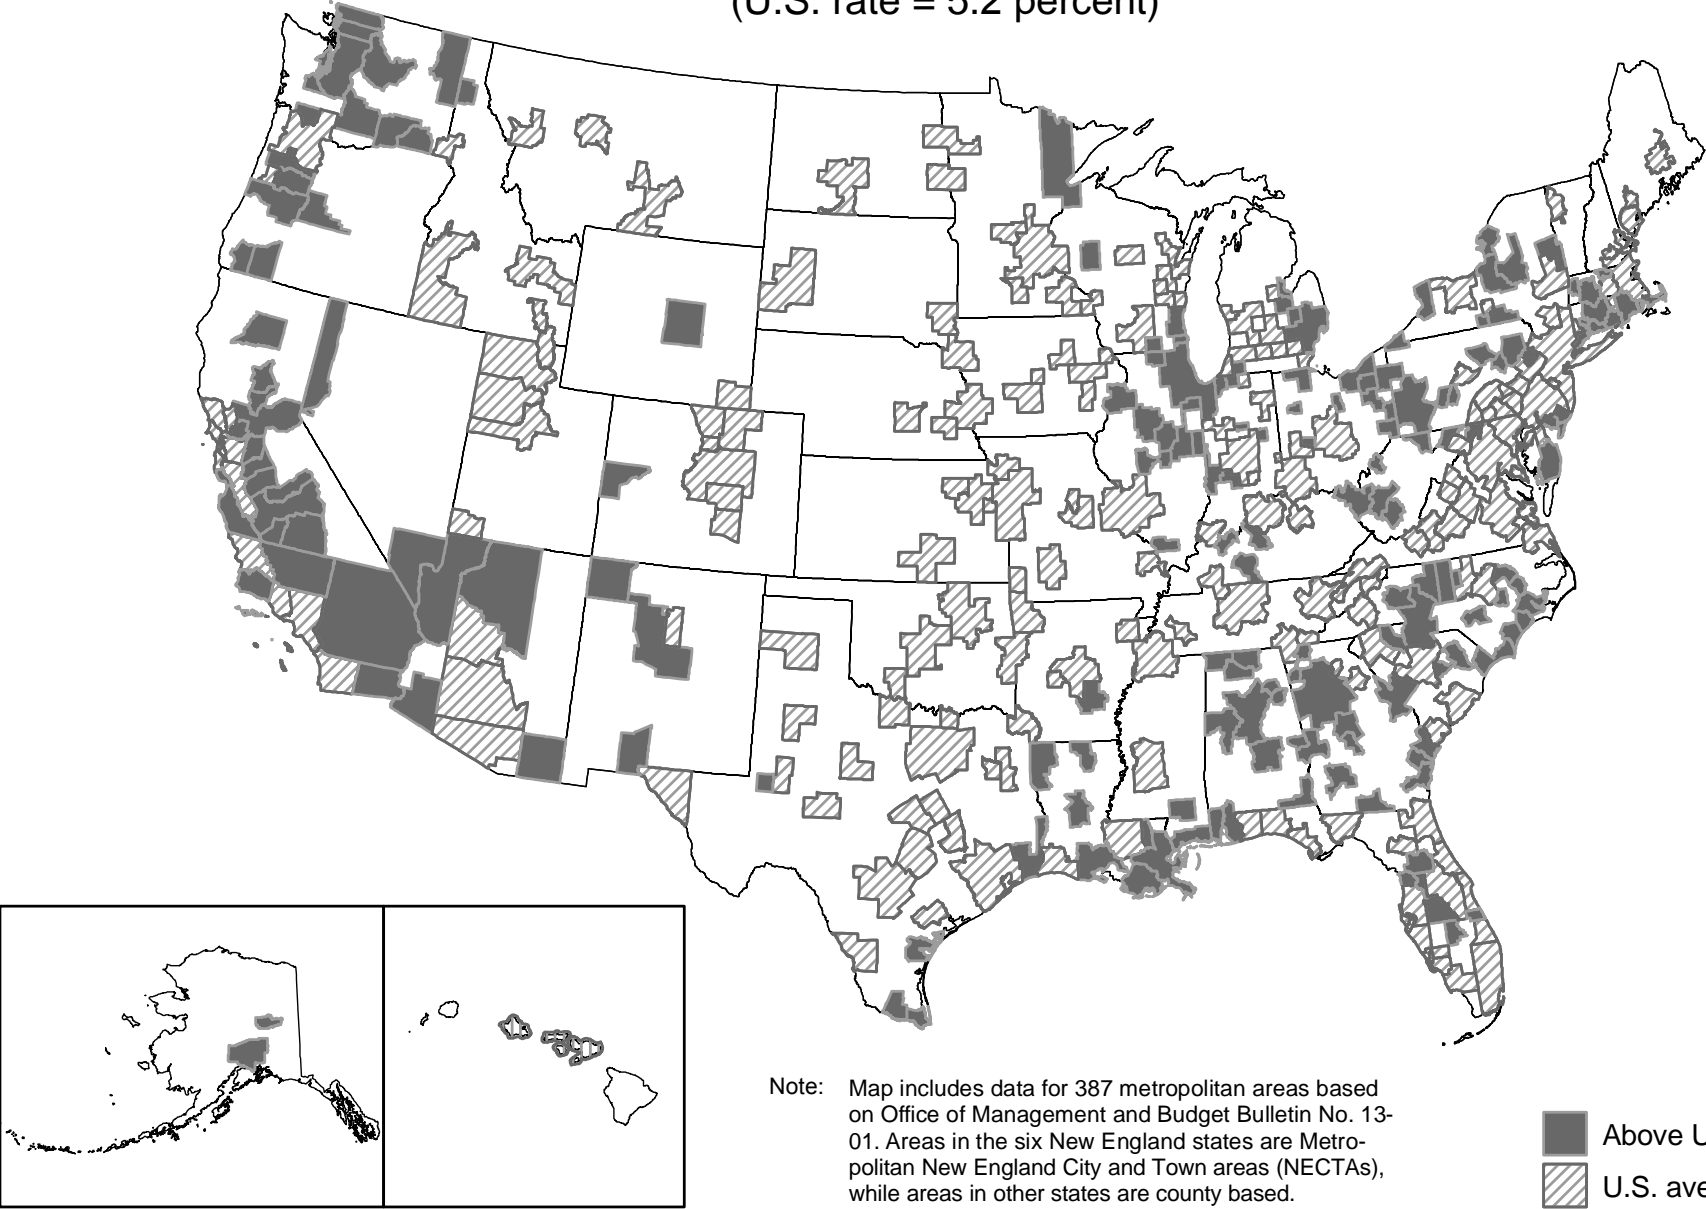 (U.S. rate = 5.2 percent)
Note: Map includes data for 387 metropolitan areas based
on Office of Management and Budget Bulletin No. 13-
01. Areas in the six New England states are Metro-
politan New England City and Town areas (NECTAs),
while areas in other states are county based.
Above U
U.S. ave